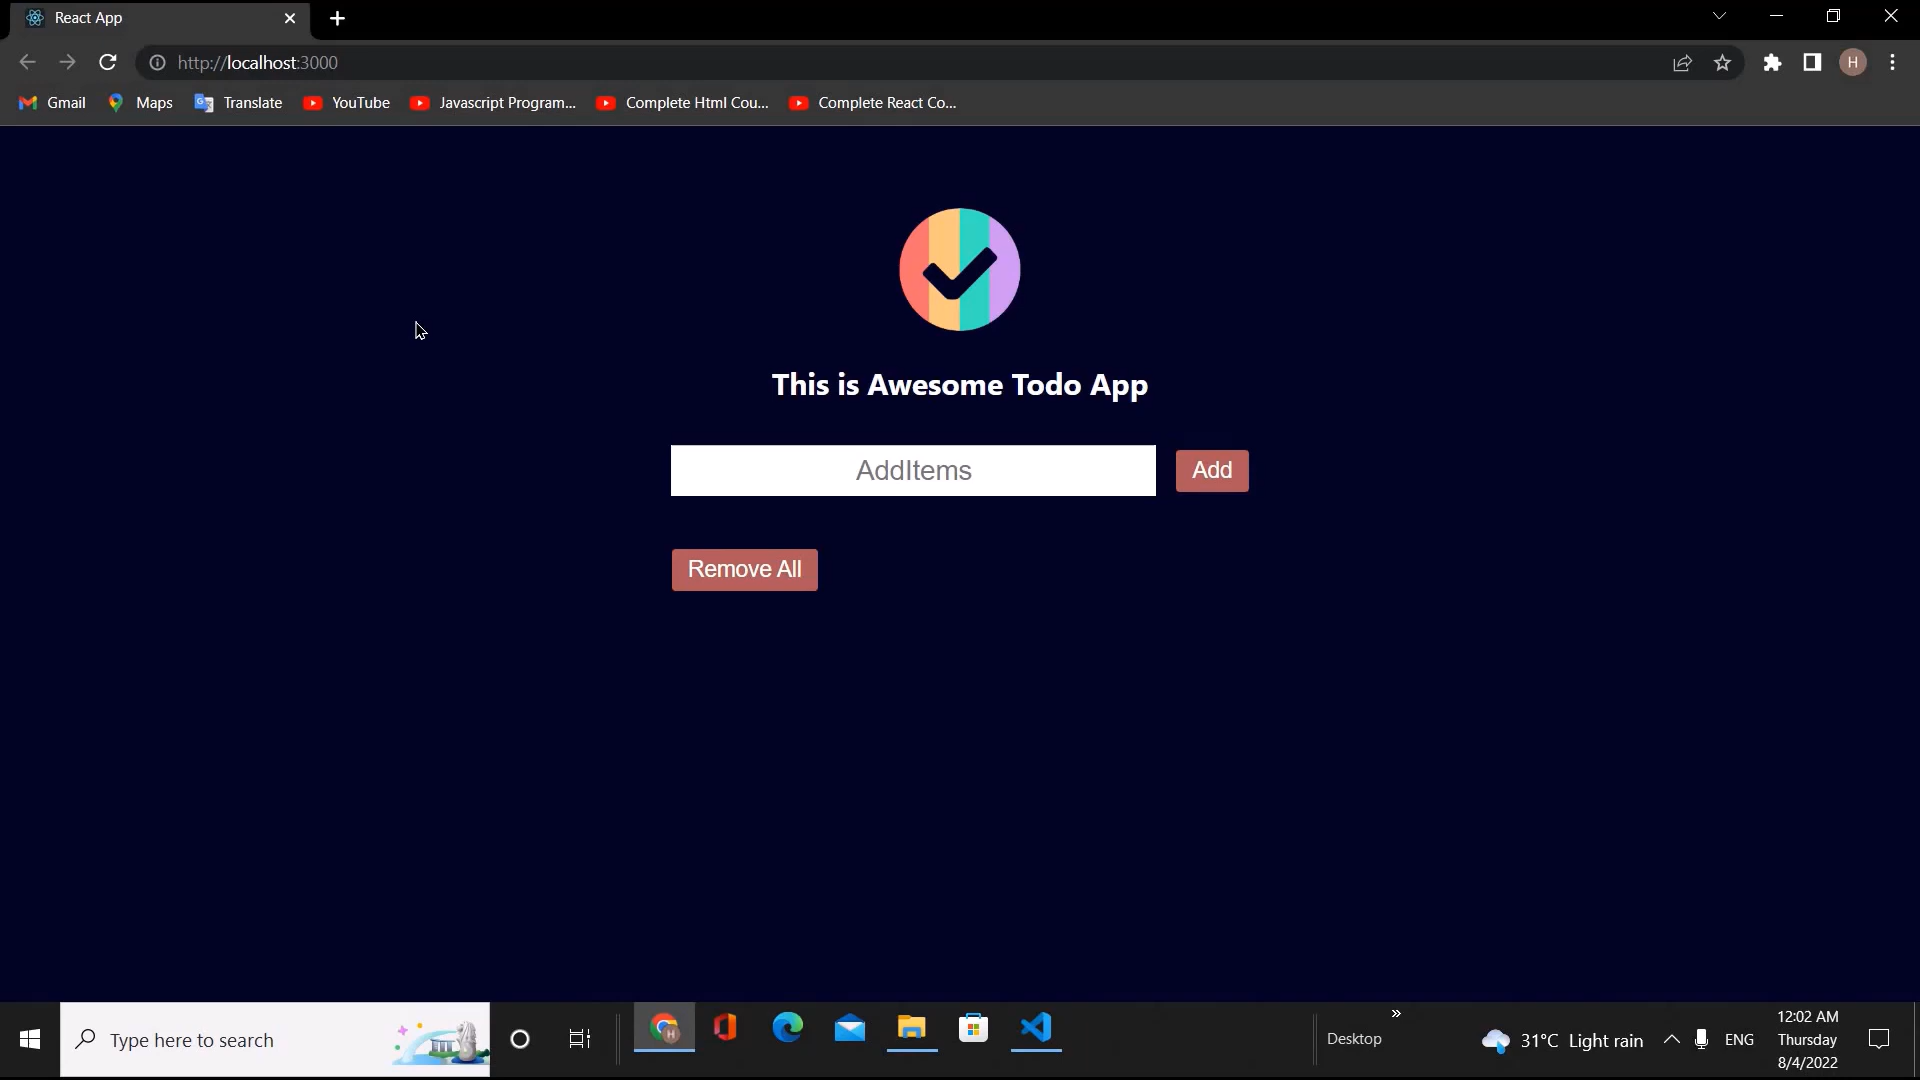 React App
http://localhost:3000
H
Gmail Maps Translate YouTube Javascript Program... Complete Html Cou... Complete React Co...
This is Awesome Todo App
AddItems Add
Remove All
Type here to search
H
Desktop
»
31°C Light rain
ENG
12:02 AM
Thursday
8/4/2022